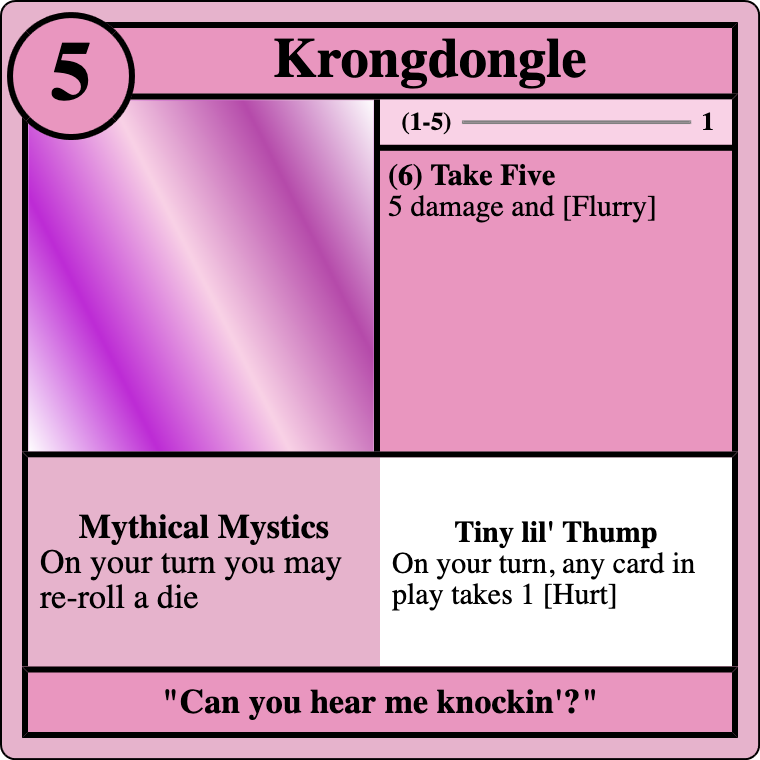 5
Krongdongle
(1-5) 1
(6) Take Five
5 damage and [Flurry]
Mythical Mystics
On your turn you may
re-roll a die
Tiny lil' Thump
On your turn, any card in
play takes 1 [Hurt]
"Can you hear me knockin'?"